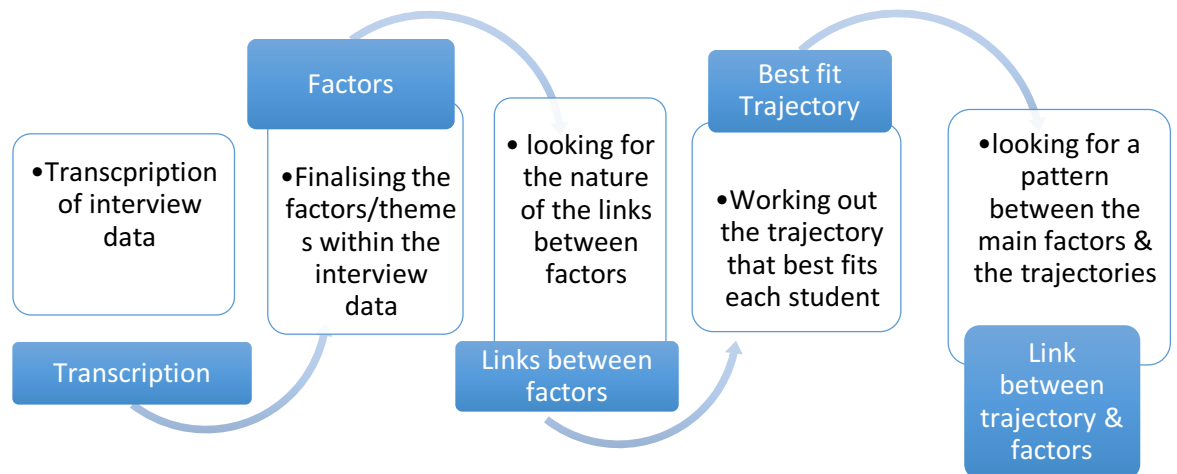 •Transcpription
of interview
data
Transcription
Factors
•Finalising the
factors/theme
s within the
interview
data
• looking for
the nature
of the links
between
factors
Links between
factors
Best fit
Trajectory
•Working out
the trajectory
that best fits
each student
•looking for a
pattern
between the
main factors &
the trajectories
Link
between
trajectory &
factors